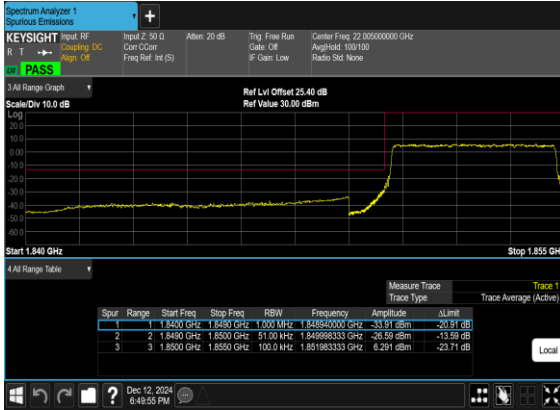 Spectrum Analyzer 1
Spurious Emissions
+
KEYSIGHT Input: RF Input Z: 50 Ω Atten: 20 dB Trig: Free Run Center Freq: 22.005000000 GHz
R T Coupling: DC Corr CCorr Gate: Off Avg|Hold: 100/100
Align: Off Freq Ref: Int (S) IF Gain: Low Radio Std: None
PASS
3 All Range Graph
Ref Lvl Offset 25.40 dB
Scale/Div 10.0 dB Ref Value 30.00 dBm
Log
20.0
10.0
0.00
-10.0
-20.0
-30.0
-40.0
-50.0
-60.0
Start 1.840 GHz Stop 1.855 GH
4 All Range Table
Measure Trace Trace 1
Trace Type Trace Average (Active)
Spur Range Start Freq Stop Freq RBW Frequency Amplitude ΔLimit
1 1 1.8400 GHz 1.8490 GHz 1.000 MHz 1.848940000 GHz -33.91 dBm -20.91 dB
2 2 1.8490 GHz 1.8500 GHz 51.00 kHz 1.849998333 GHz -26.59 dBm -13.59 dB
3 3 1.8500 GHz 1.8550 GHz 100.0 kHz 1.851983333 GHz 6.291 dBm -23.71 dB
Local
? Dec 12, 2024
6:49:55 PM